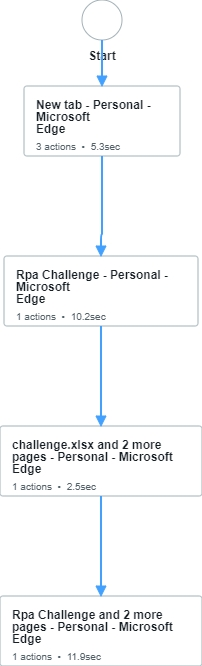 Start
New tab - Personal -
Microsoft
Edge
3 actions • 5.3sec
Rpa Challenge - Personal -
Microsoft
Edge
1 actions • 10.2sec
challenge.xlsx and 2 more
pages - Personal - Microsoft
Edge
1 actions • 2.5sec
Rpa Challenge and 2 more
pages - Personal - Microsoft
Edge
1 actions • 11.9sec